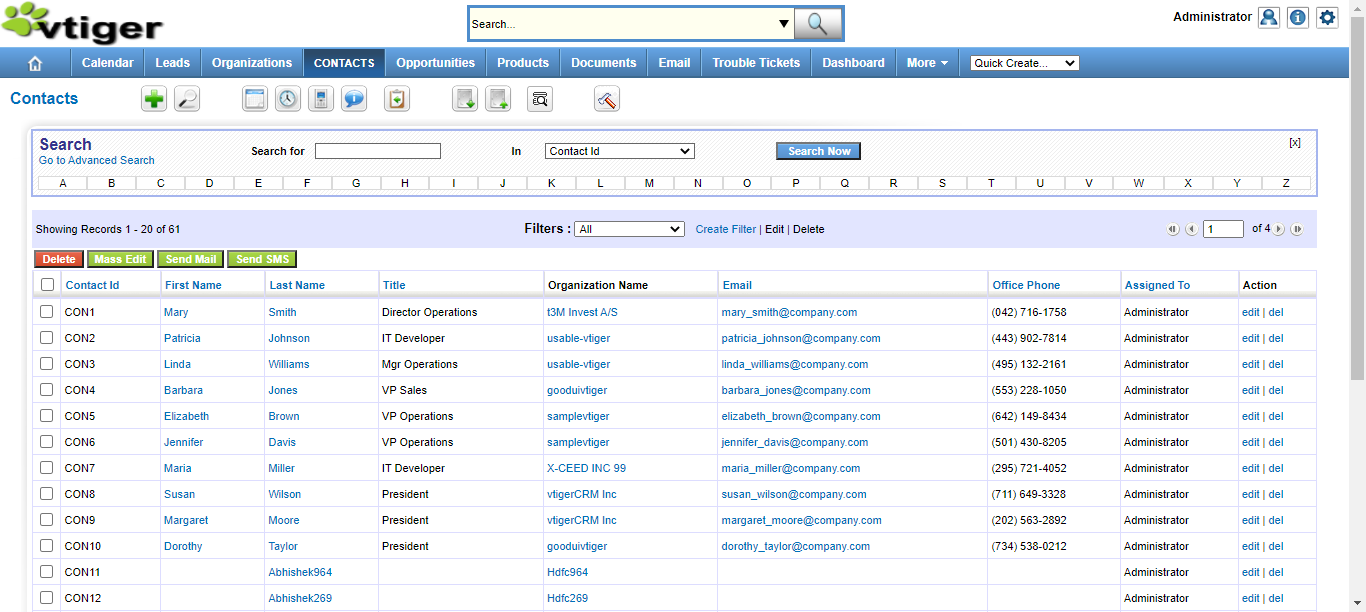 vtiger
Search...
Administrator
Calendar Leads Organizations CONTACTS Opportunities Products Documents Email Trouble Tickets Dashboard More Quick Create...
Contacts
Search
Go to Advanced Search
Search for In Contact Id Search Now [x]
A B C D E F G H I J K L M N O P Q R S T U V W X Y Z
Showing Records 1 - 20 of 61 Filters : All Create Filter | Edit | Delete 1 of 4
Delete Mass Edit Send Mail Send SMS
Contact Id First Name Last Name Title Organization Name Email Office Phone Assigned To Action
CON1 Mary Smith Director Operations t3M Invest A/S mary_smith@company.com (042) 716-1758 Administrator edit | del
CON2 Patricia Johnson IT Developer usable-vtiger patricia_johnson@company.com (443) 902-7814 Administrator edit | del
CON3 Linda Williams Mgr Operations usable-vtiger linda_williams@company.com (495) 132-2161 Administrator edit | del
CON4 Barbara Jones VP Sales gooduivtiger barbara_jones@company.com (553) 228-1050 Administrator edit | del
CON5 Elizabeth Brown VP Operations samplevtiger elizabeth_brown@company.com (642) 149-8434 Administrator edit | del
CON6 Jennifer Davis VP Operations samplevtiger jennifer_davis@company.com (501) 430-8205 Administrator edit | del
CON7 Maria Miller IT Developer X-CEED INC 99 maria_miller@company.com (295) 721-4052 Administrator edit | del
CON8 Susan Wilson President vtigerCRM Inc susan_wilson@company.com (711) 649-3328 Administrator edit | del
CON9 Margaret Moore President vtigerCRM Inc margaret_moore@company.com (202) 563-2892 Administrator edit | del
CON10 Dorothy Taylor President gooduivtiger dorothy_taylor@company.com (734) 538-0212 Administrator edit | del
CON11 Abhishek964 Hdfc964 Administrator edit | del
CON12 Abhishek269 Hdfc269 Administrator edit | del